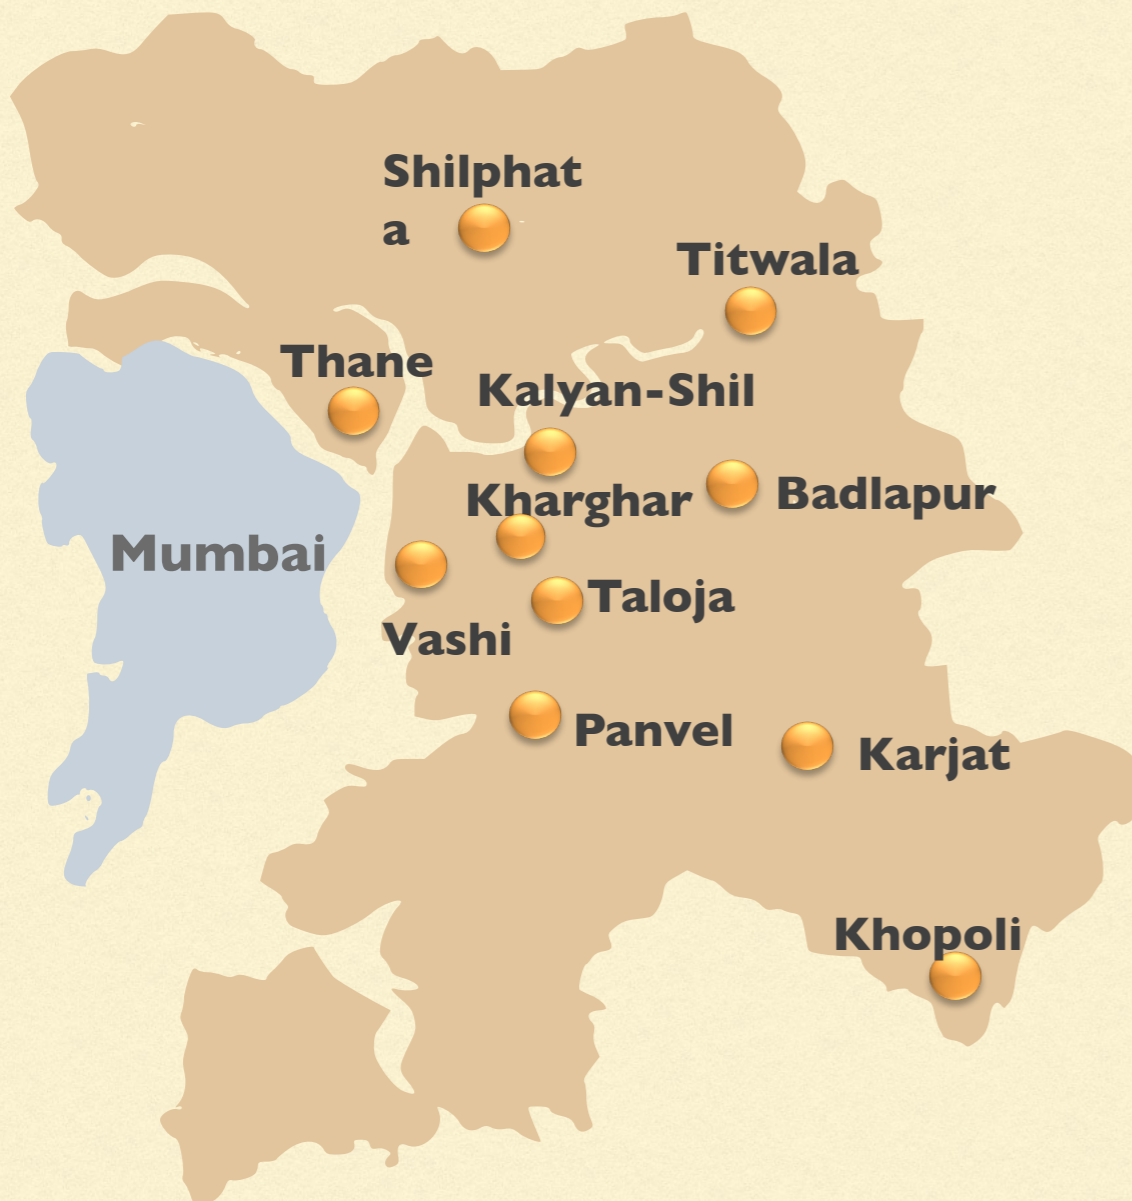 Shilphat
a
Titwala
Thane
Kalyan-Shil
Badlapur
Kharghar
Mumbai
Taloja
Vashi
Panvel
Karjat
Khopoli